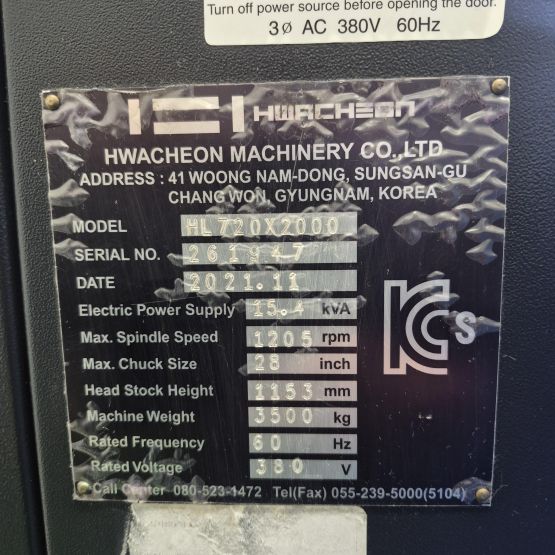 Turn off power source before opening the door.
3ø AC 380V 60Hz
HWACHEON
HWACHEON MACHINERY CO.,LTD
ADDRESS : 41 WOONG NAM-DONG, SUNGSAN-GU
CHANG WON, GYUNGNAM, KOREA
MODEL HL720X2000
SERIAL NO.
DATE 2021.11
Electric Power Supply 15.4 kVA
Max. Spindle Speed 1205 rpm
Max. Chuck Size 28 inch
Head Stock Height 1153 mm
Machine Weight 3500 kg
Rated Frequency 60 Hz
Rated Voltage 380 V
Call Center 080-523-1472 Tel(Fax) 055-239-5000(5104)
KCs